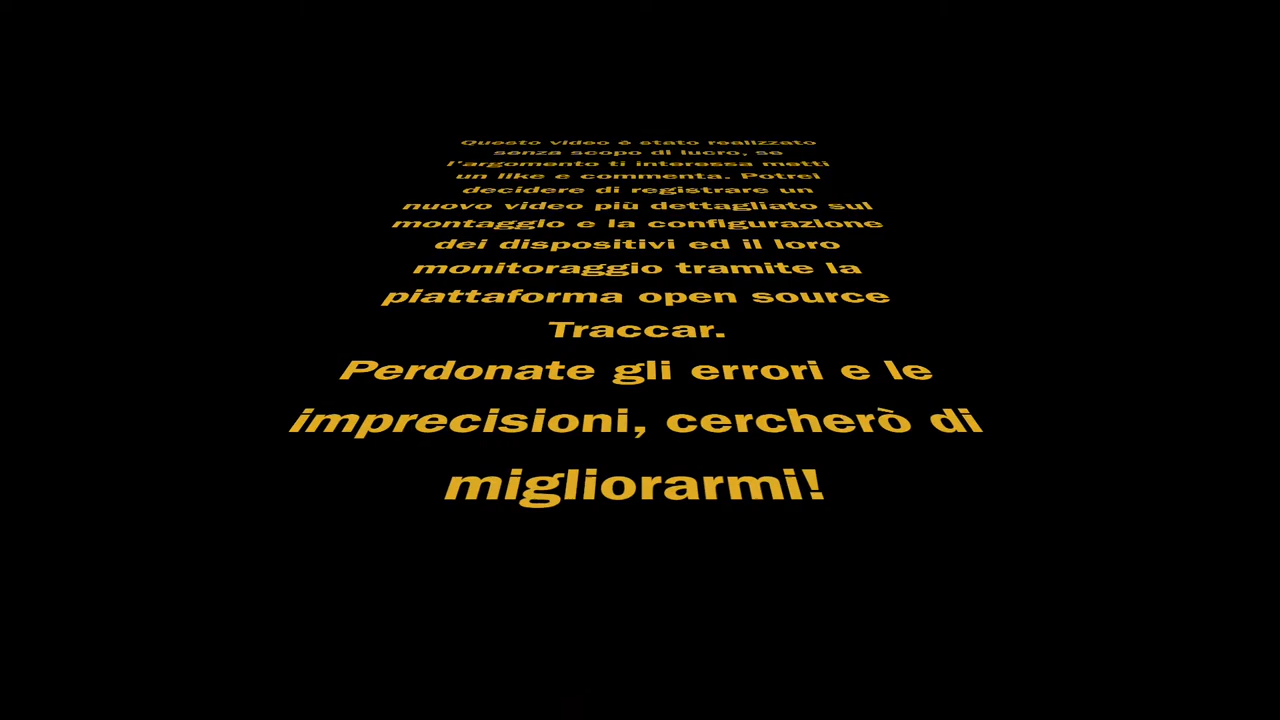 Questo video è stato realizzato
senza scopo di lucro, se
l'argomento ti interessa metti
un like e commenta. Potrei
decidere di registrare un
nuovo video più dettagliato sul
montaggio e la configurazione
dei dispositivi ed il loro
monitoraggio tramite la
piattaforma open source
Traccar.
Perdonate gli errori e le
imprecisioni, cercherò di
migliorarmi!